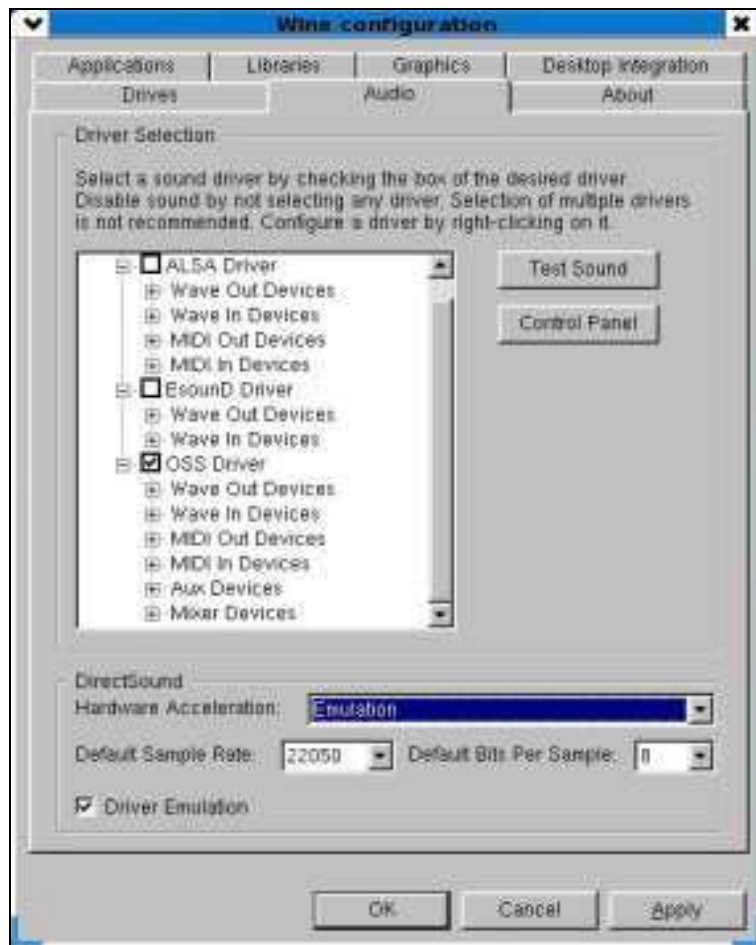 Wine configuration
Applications Libraries Graphics Desktop Integration
Drives Audio About
Driver Selection
Select a sound driver by checking the box of the desired driver.
Disable sound by not selecting any driver. Selection of multiple drivers
is not recommended. Configure a driver by right-clicking on it.
ALSA Driver
Wave Out Devices
Wave In Devices
MIDI Out Devices
MIDI In Devices
EsounD Driver
Wave Out Devices
Wave In Devices
OSS Driver
Wave Out Devices
Wave In Devices
MIDI Out Devices
MIDI In Devices
Aux Devices
Mixer Devices
Test Sound
Control Panel
DirectSound
Hardware Acceleration: Emulation
Default Sample Rate: 22050 Default Bits Per Sample: 8
Driver Emulation
OK Cancel Apply